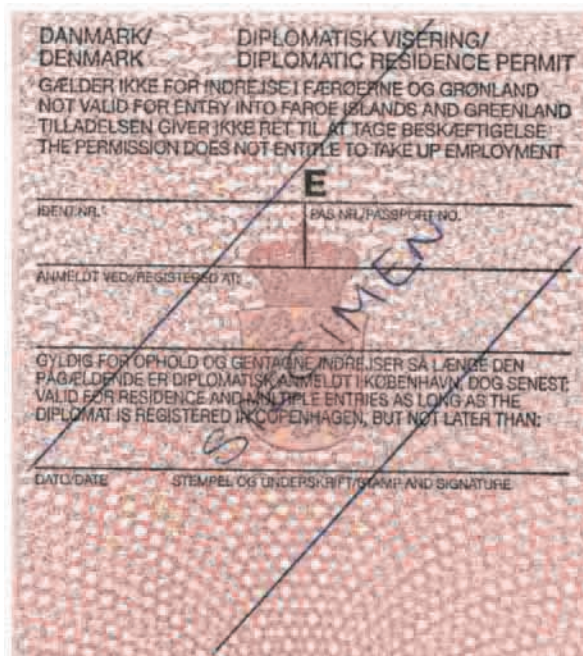 DANMARK/ DIPLOMATISK VISERING/
DENMARK DIPLOMATIC RESIDENCE PERMIT
GÆLDER IKKE FOR INDREJSE I FÆRØERNE OG GRØNLAND
NOT VALID FOR ENTRY INTO FAROE ISLANDS AND GREENLAND
TILLADELSEN GIVER IKKE RET TIL AT TAGE BESKÆFTIGELSE
THE PERMISSION DOES NOT ENTITLE TO TAKE UP EMPLOYMENT
E
IDENT.NR. PAS NR./PASSPORT NO.
ANMELDT VED:/REGISTERED AT:
SPECIMEN
GYLDIG FOR OPHOLD OG GENTAGNE INDREJSER SÅ LÆNGE DEN
PÅGÆLDENDE ER DIPLOMATISK ANMELDT I KØBENHAVN, DOG SENEST:
VALID FOR RESIDENCE AND MULTIPLE ENTRIES AS LONG AS THE
DIPLOMAT IS REGISTERED IN COPENHAGEN, BUT NOT LATER THAN:
DATO/DATE STEMPEL OG UNDERSKRIFT/STAMP AND SIGNATURE